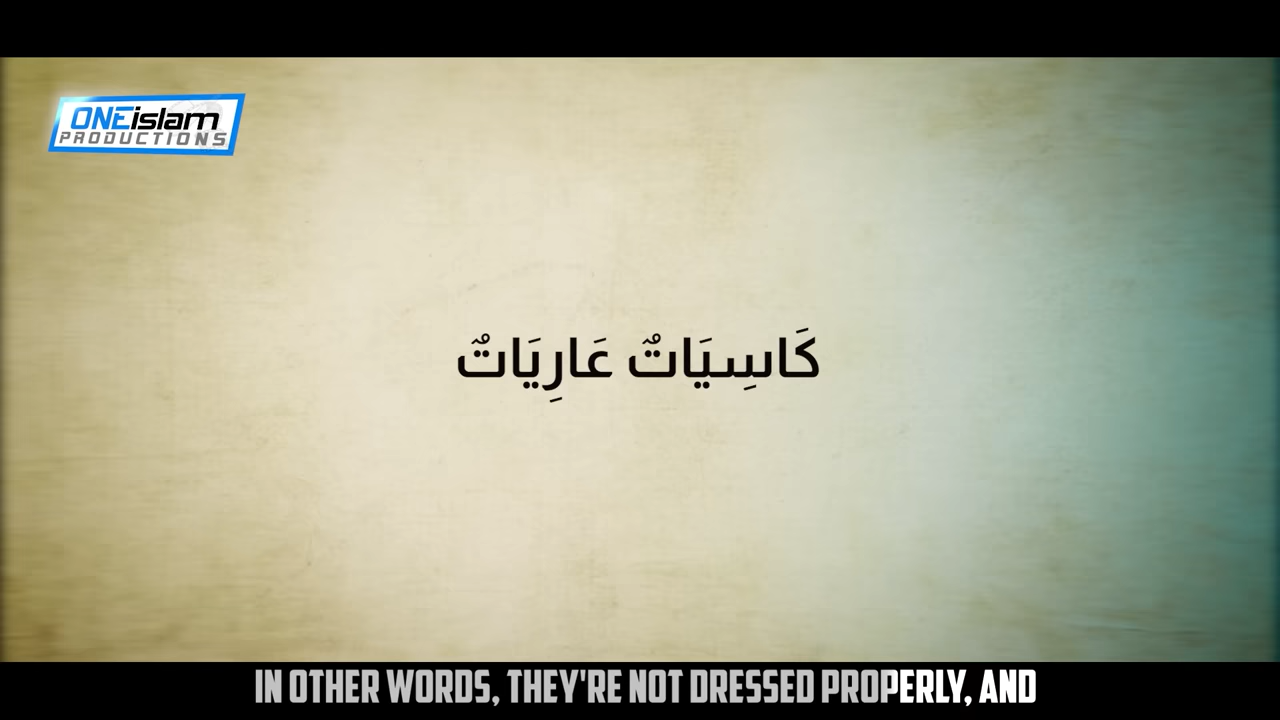 ONEislam
PRODUCTIONS
كَاسِيَاتٌ عَارِيَاتٌ
IN OTHER WORDS, THEY'RE NOT DRESSED PROPERLY, AND